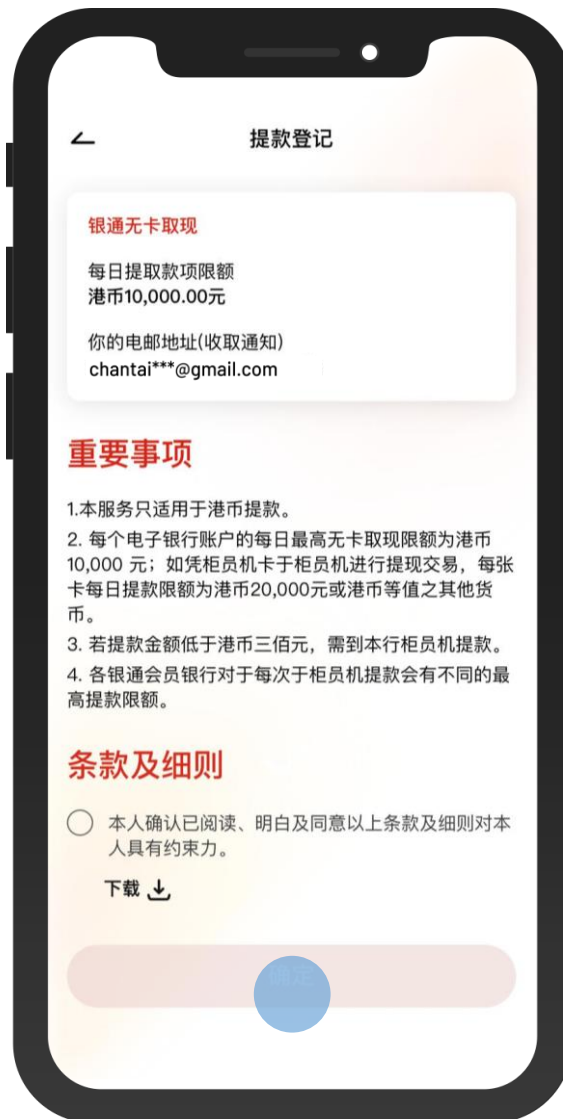 提款登记
银通无卡取现
每日提取款项限额
港币10,000.00元
你的电邮地址(收取通知)
chantai***@gmail.com
重要事项
1.本服务只适用于港币提款。
2. 每个电子银行账户的每日最高无卡取现限额为港币
10,000 元；如凭柜员机卡于柜员机进行提现交易，每张
卡每日提款限额为港币20,000元或港币等值之其他货
币。
3. 若提款金额低于港币三佰元，需到本行柜员机提款。
4. 各银通会员银行对于每次于柜员机提款会有不同的最
高提款限额。
条款及细则
本人确认已阅读、明白及同意以上条款及细则对本
人具有约束力。
下载
确定